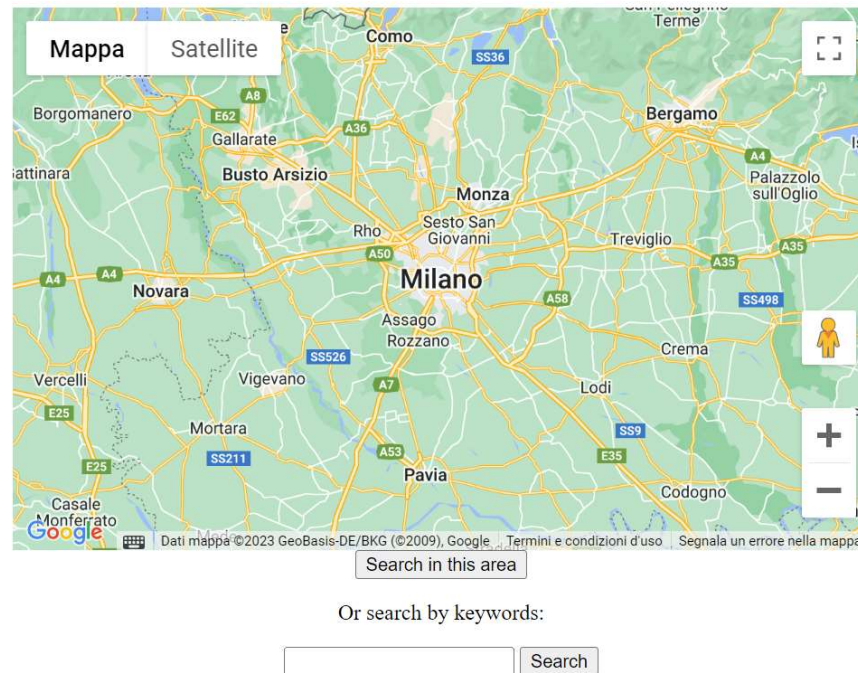 San Pellegrino
Terme
Mappa
Satellite
Como
SS36
A8
Borgomanero
E62
Gallarate
A36
Bergamo
A4
Busto Arsizio
Palazzolo
sull'Oglio
Monza
Rho
Sesto San
Giovanni
Treviglio
A50
A35
A35
A4
A4
Milano
Novara
A58
SS498
Assago
Rozzano
Crema
SS526
Vercelli
Vigevano
A7
Lodi
E25
Mortara
SS9
SS211
A53
E35
E25
Pavia
Codogno
Casale
Monferrato
Google
Dati mappa ©2023 GeoBasis-DE/BKG (©2009), Google
Termini e condizioni d'uso
Segnala un errore nella mappa
Search in this area
Or search by keywords:
Search